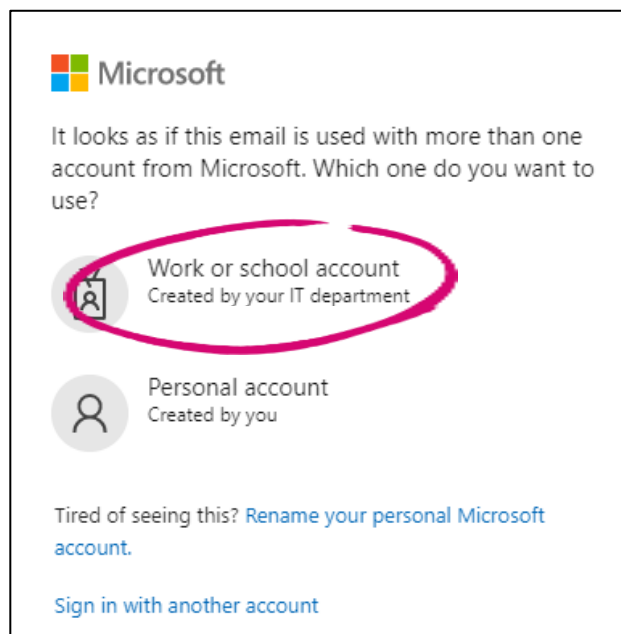 Microsoft
It looks as if this email is used with more than one
account from Microsoft. Which one do you want to
use?
Work or school account
Created by your IT department
Personal account
Created by you
Tired of seeing this? Rename your personal Microsoft
account.
Sign in with another account